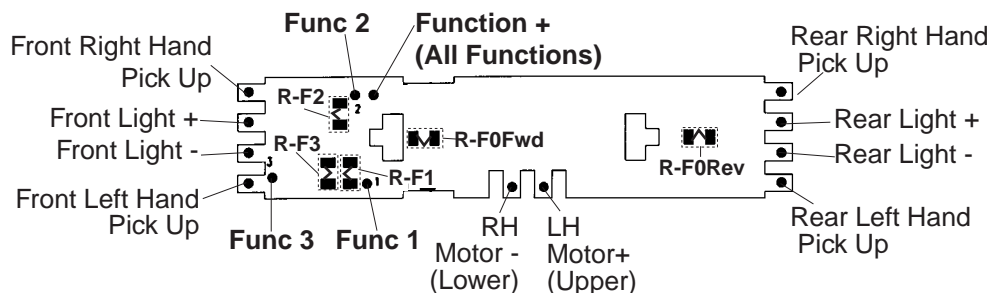 Func 2
Function +
(All Functions)
Front Right Hand
Pick Up
Rear Right Hand
Pick Up
R-F2
2
Front Light +
Rear Light +
R-F0Fwd
R-F3
Front Light -
Rear Light -
R-F0Rev
3
R-F1
1
Front Left Hand
Pick Up
Rear Left Hand
Pick Up
Func 3
Func 1
RH
Motor -
(Lower)
LH
Motor+
(Upper)